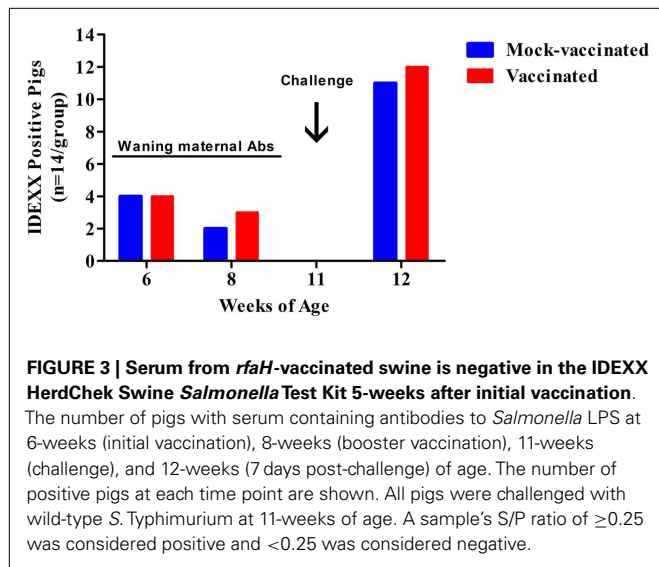 14
12
10
8
6
4
2
0
IDEXX Positive Pigs
(n=14/group)
Waning maternal Abs
Challenge
Mock-vaccinated
Vaccinated
6
8
11
12
Weeks of Age
FIGURE 3 | Serum from rfaH-vaccinated swine is negative in the IDEXX
HerdChek Swine Salmonella Test Kit 5-weeks after initial vaccination.
The number of pigs with serum containing antibodies to Salmonella LPS at
6-weeks (initial vaccination), 8-weeks (booster vaccination), 11-weeks
(challenge), and 12-weeks (7 days post-challenge) of age. The number of
positive pigs at each time point are shown. All pigs were challenged with
wild-type S. Typhimurium at 11-weeks of age. A sample's S/P ratio of ≥0.25
was considered positive and <0.25 was considered negative.